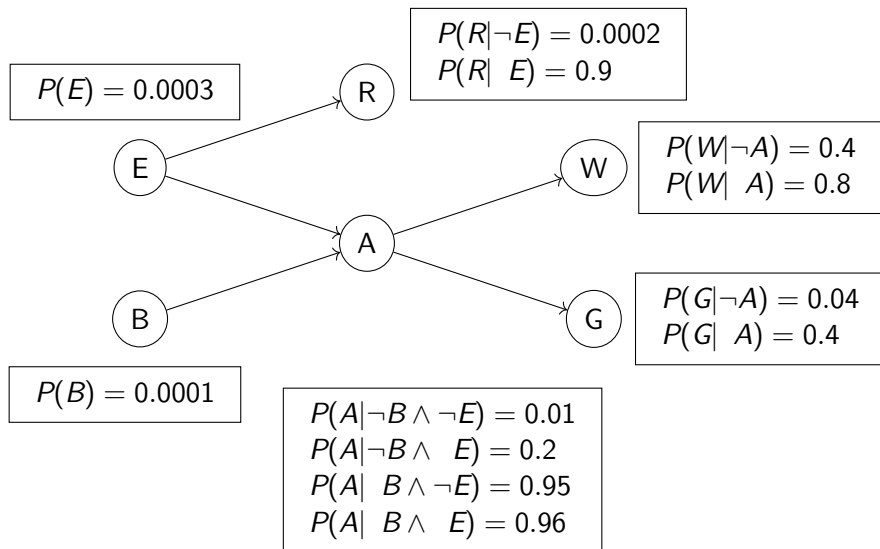 P(R|¬E) = 0.0002
P(R| E) = 0.9
P(E) = 0.0003
R
E
W
P(W|¬A) = 0.4
P(W| A) = 0.8
A
B
G
P(G|¬A) = 0.04
P(G| A) = 0.4
P(B) = 0.0001
P(A|¬B ∧ ¬E) = 0.01
P(A|¬B ∧ E) = 0.2
P(A| B ∧ ¬E) = 0.95
P(A| B ∧ E) = 0.96